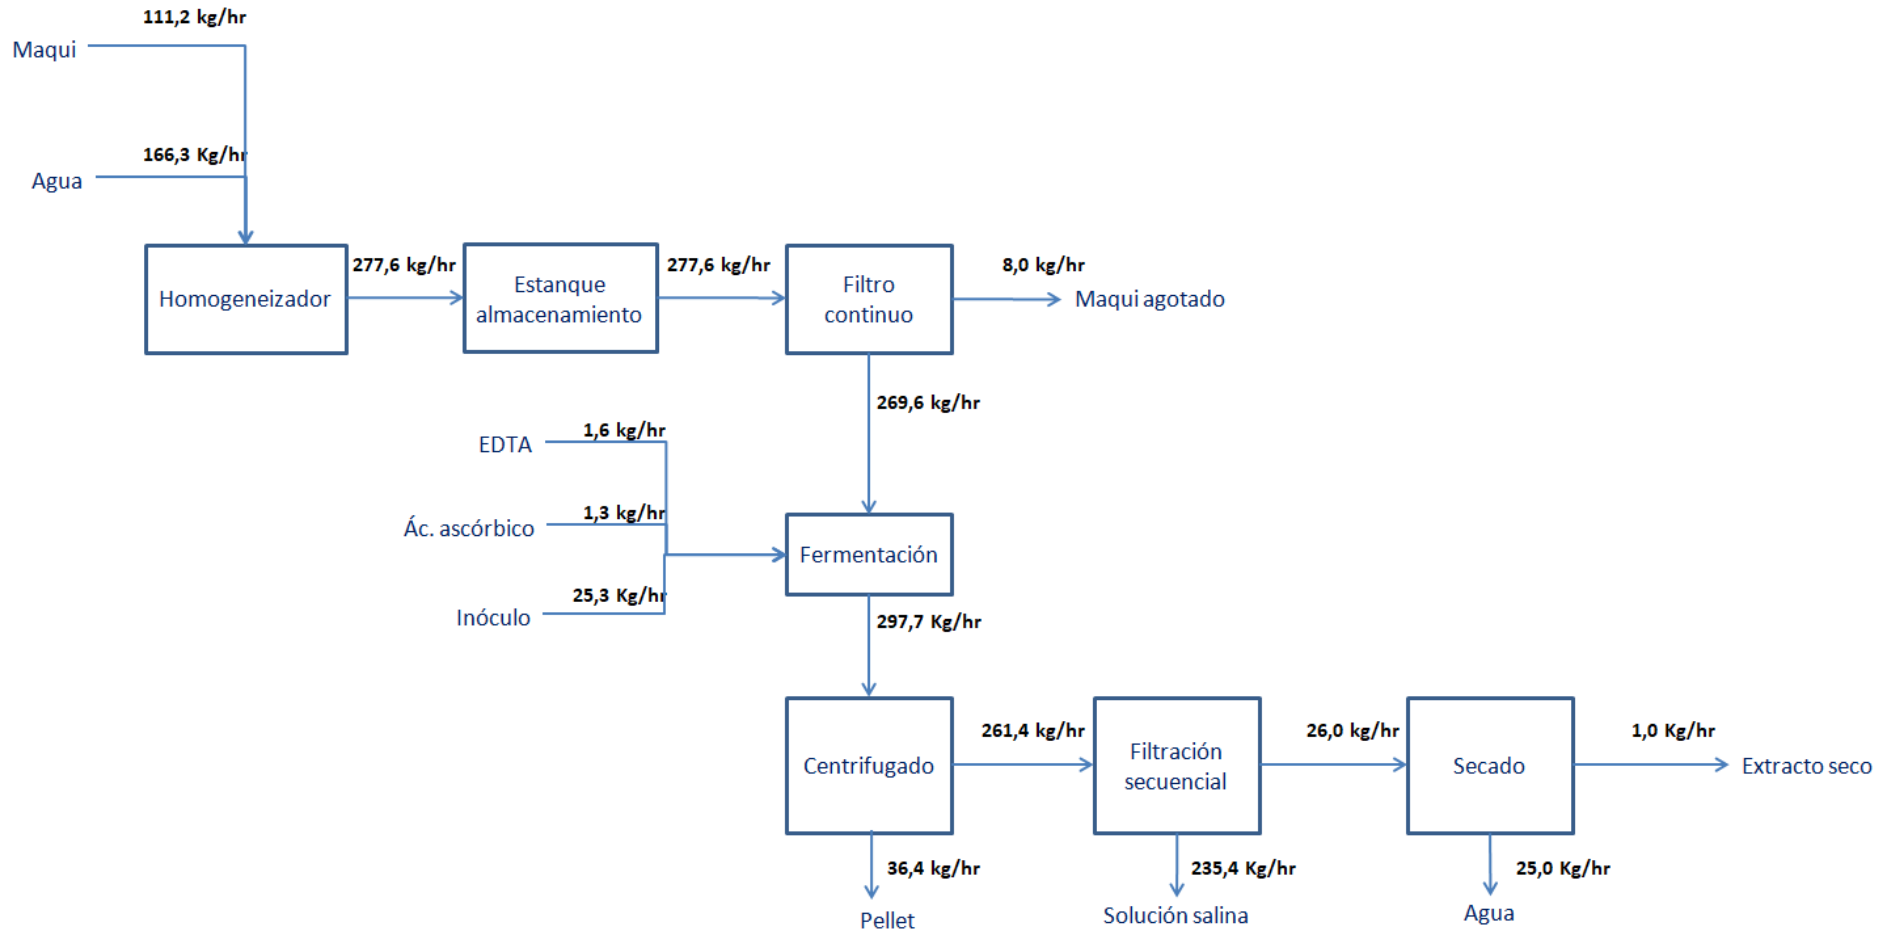 111,2 kg/hr
Maqui
166,3 Kg/hr
Agua
Homogeneizador
277,6 kg/hr
Estanque
almacenamiento
277,6 kg/hr
Filtro
continuo
8,0 kg/hr
Maqui agotado
269,6 kg/hr
EDTA
1,6 kg/hr
Ác. ascórbico
1,3 kg/hr
Inóculo
25,3 Kg/hr
Fermentación
297,7 Kg/hr
Centrifugado
261,4 kg/hr
Filtración
secuencial
26,0 kg/hr
Secado
1,0 Kg/hr
Extracto seco
36,4 kg/hr
Pellet
235,4 Kg/hr
Solución salina
25,0 Kg/hr
Agua